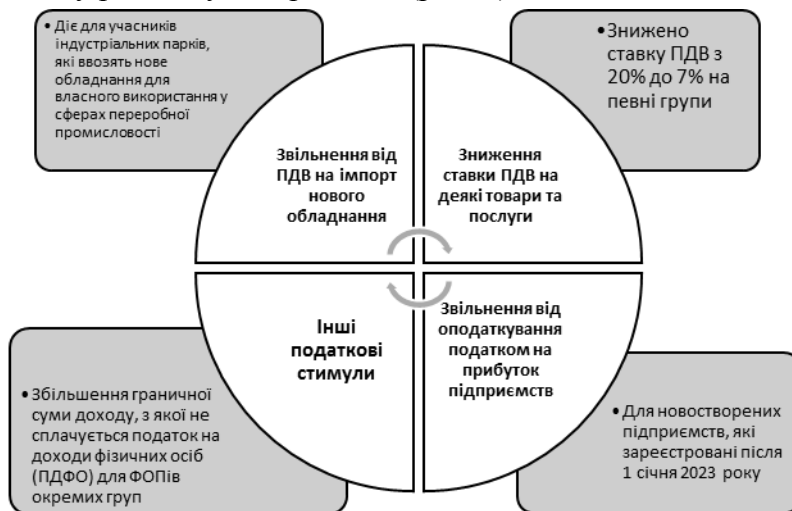 • Діє для учасників
індустріальних парків,
які ввозять нове
обладнання для
власного використання у
сферах переробної
промисловості
•Знижено
ставку ПДВ з
20% до 7% на
певні групи
Звільнення від
ПДВ на імпорт
нового
обладнання
Зниження
ставки ПДВ на
деякі товари та
послуги
Інші
податкові
стимули
Звільнення від
оподаткування
податком на
прибуток
підприємств
• Збільшення граничної
суми доходу, з якої не
сплачується податок на
доходи фізичних осіб
(ПДФО) для ФОПів
окремих груп
• Для новостворених
підприємств, які
зареєстровані після
1 січня 2023 року